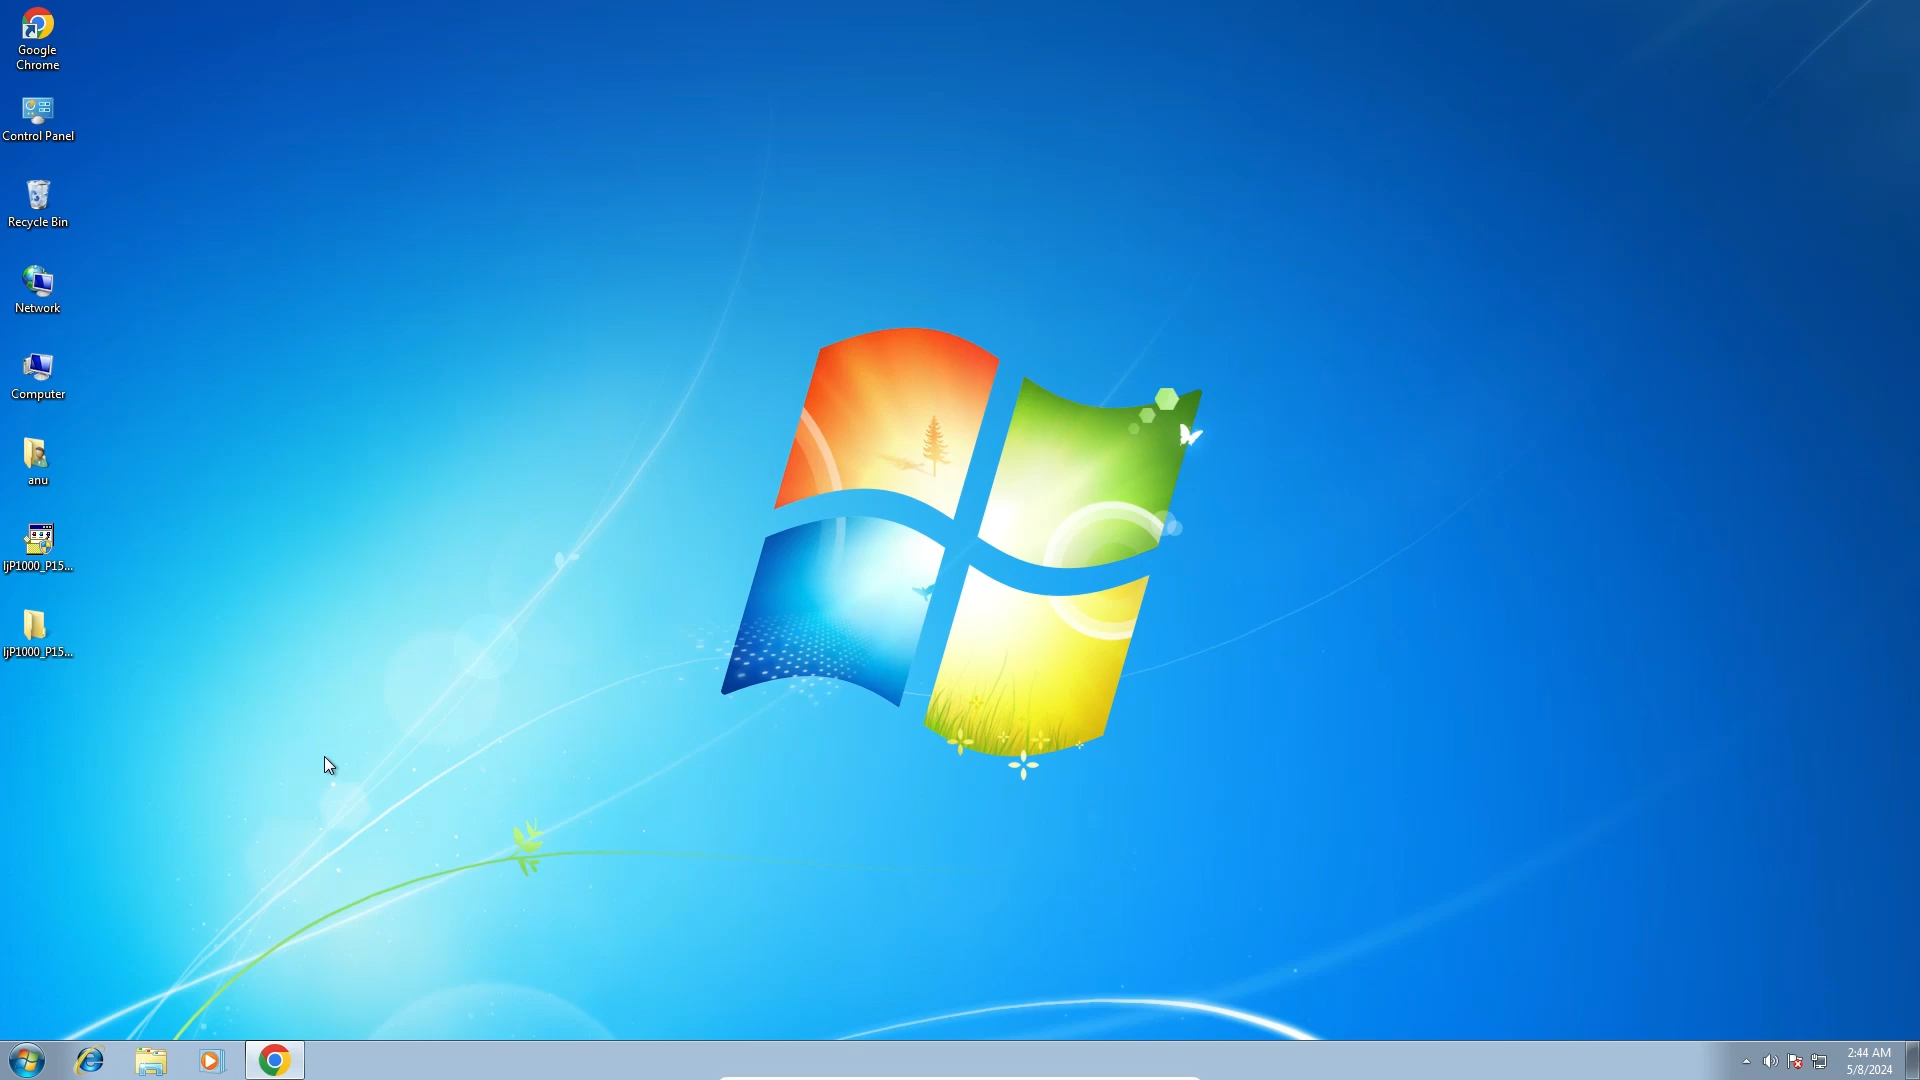 Google
Chrome
Control Panel
Recycle Bin
Network
Computer
anu
ljP1000_P15...
ljP1000_P15...
2:44 AM
5/8/2024